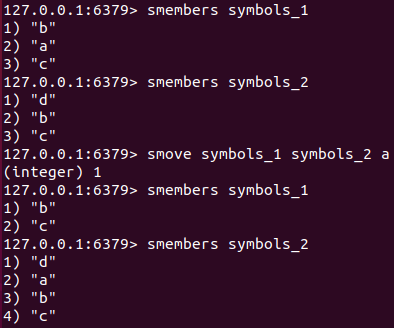 127.0.0.1:6379> smembers symbols_1
1) "b"
2) "a"
3) "c"
127.0.0.1:6379> smembers symbols_2
1) "d"
2) "b"
3) "c"
127.0.0.1:6379> smove symbols_1 symbols_2 a
(integer) 1
127.0.0.1:6379> smembers symbols_1
1) "b"
2) "c"
127.0.0.1:6379> smembers symbols_2
1) "d"
2) "a"
3) "b"
4) "c"